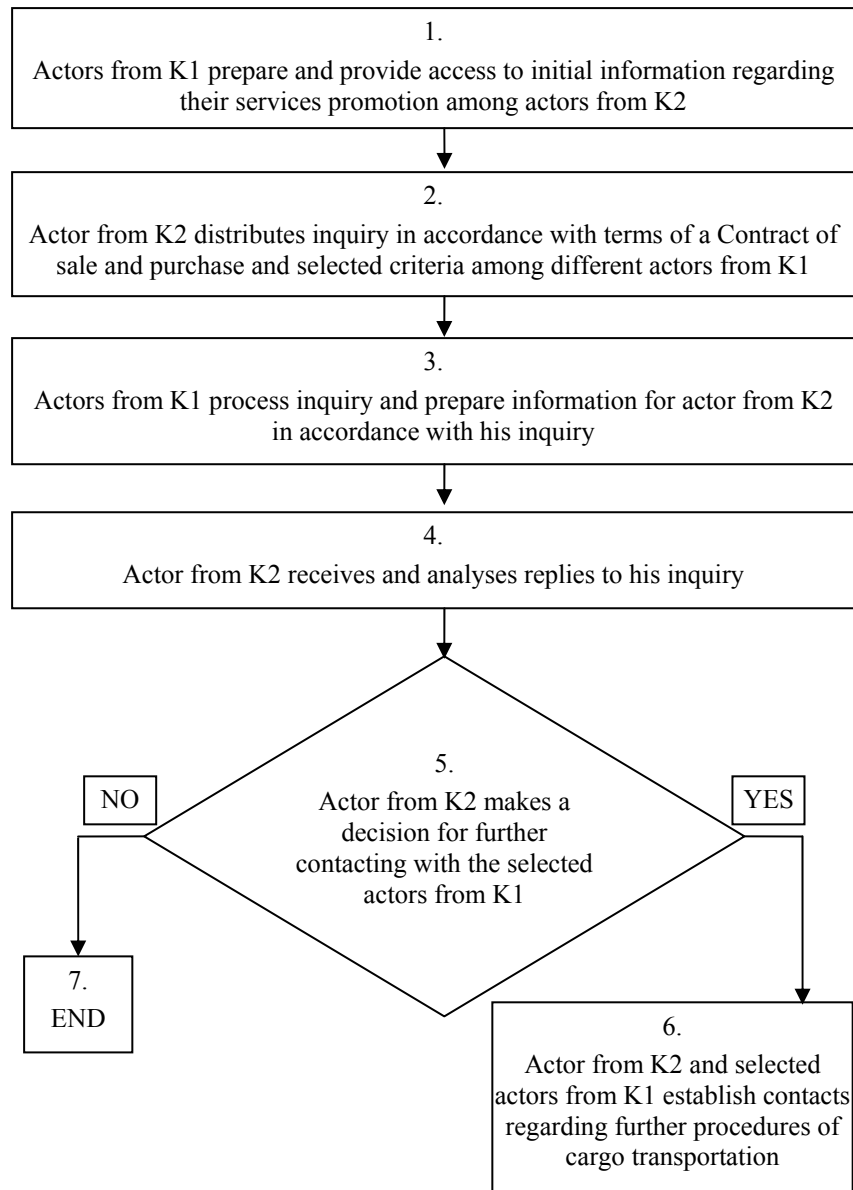 1.
Actors from K1 prepare and provide access to initial information regarding
their services promotion among actors from K2
2.
Actor from K2 distributes inquiry in accordance with terms of a Contract of
sale and purchase and selected criteria among different actors from K1
3.
Actors from K1 process inquiry and prepare information for actor from K2
in accordance with his inquiry
4.
Actor from K2 receives and analyses replies to his inquiry
5.
Actor from K2 makes a
decision for further
contacting with the selected
actors from K1
NO
YES
7.
END
6.
Actor from K2 and selected
actors from K1 establish contacts
regarding further procedures of
cargo transportation